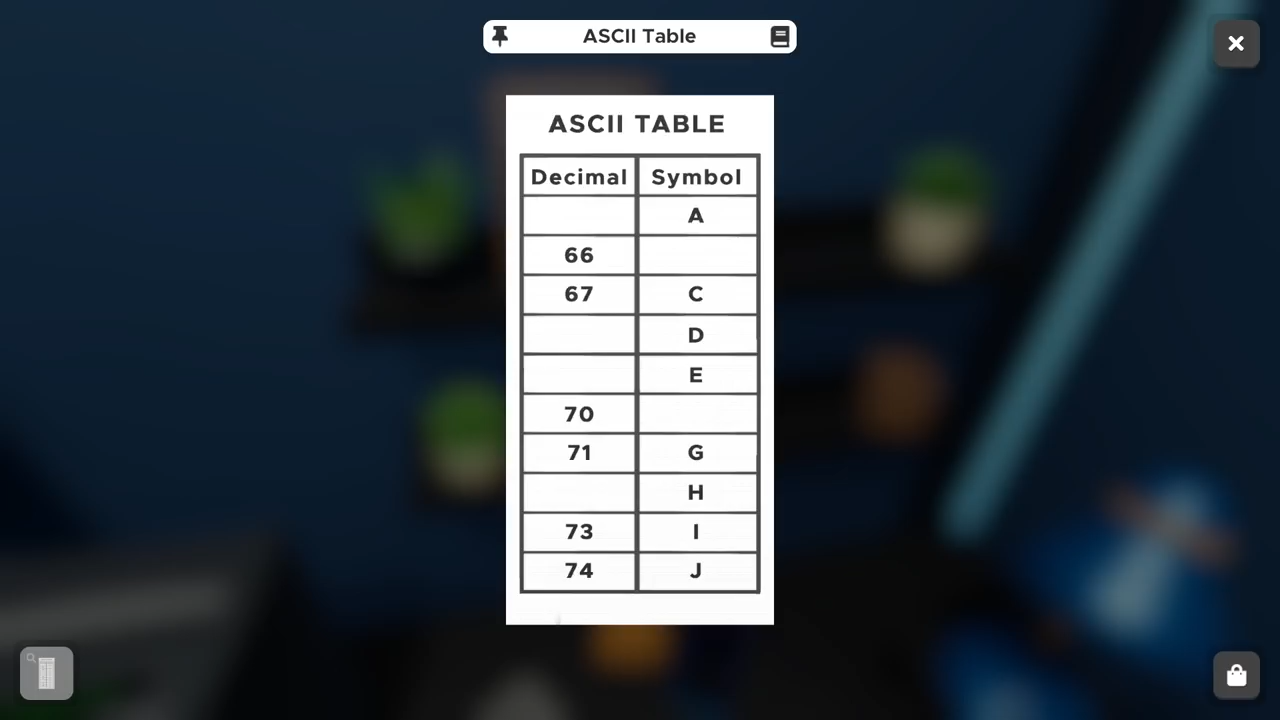 ASCII Table
ASCII TABLE
Decimal Symbol
A
66
67 C
D
E
70
71 G
H
73 I
74 J